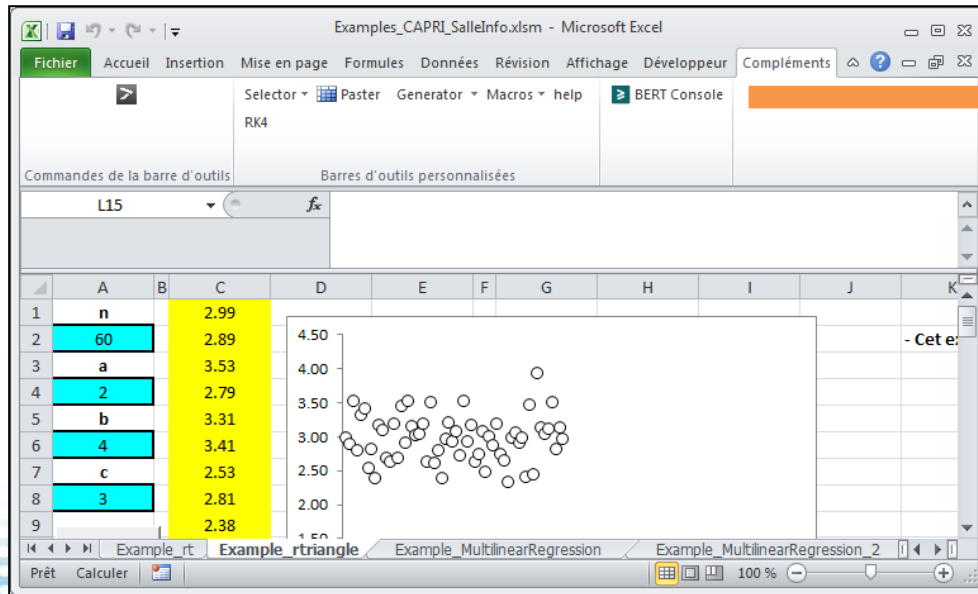 Examples_CAPRI_SalleInfo.xlsm - Microsoft Excel
Fichier Accueil Insertion Mise en page Formules Données Révision Affichage Développeur Compléments
Selector Paster Generator Macros help BERT Console
RK4
Commandes de la barre d'outils Barres d'outils personnalisées
L15 fx
A B C D E F G H I J K
1 n 2.99
2 60 2.89 - Cet e
3 a 3.53
4 2 2.79
5 b 3.31
6 4 3.41
7 c 2.53
8 3 2.81
9 2.38
4.50
4.00
3.50
3.00
2.50
2.00
1.50
Example_rt Example_rtriangle Example_MultilinearRegression Example_MultilinearRegression_2
Prêt Calculer 100 %